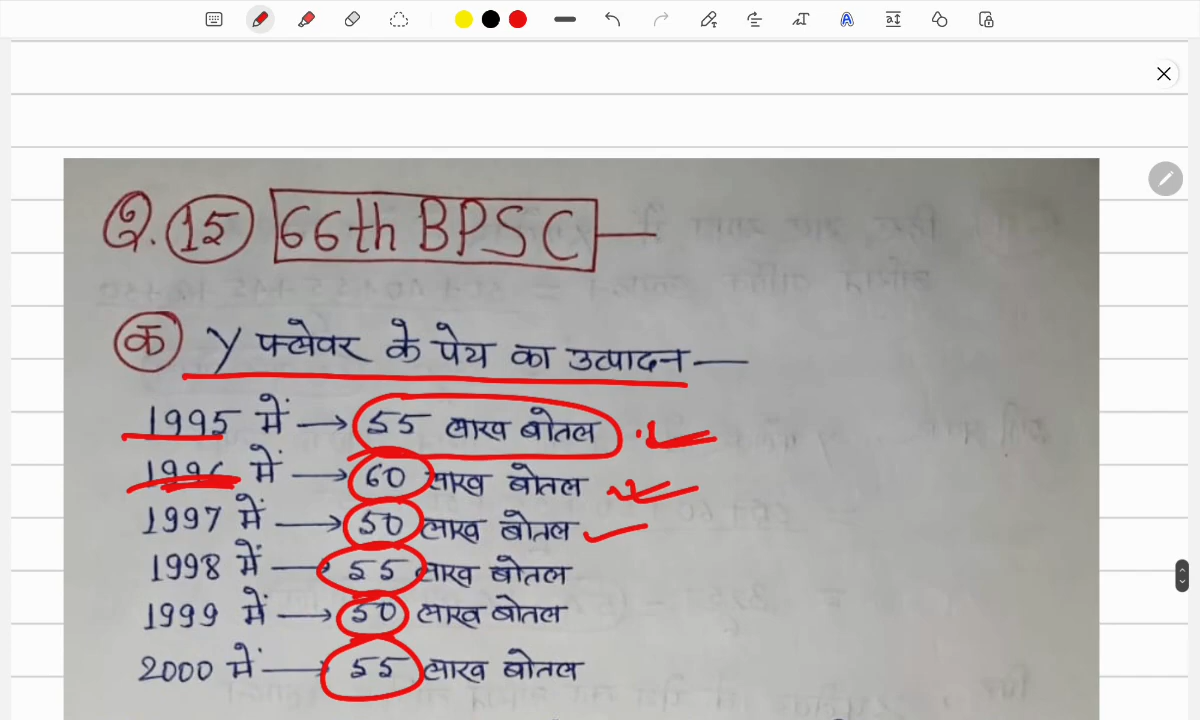 Q. 15 66th BPSC —
क Y फ्लेवर के पेय का उत्पादन —
1995 में → 55 लाख बोतल
1996 में → 60 लाख बोतल
1997 में → 50 लाख बोतल
1998 में → 55 लाख बोतल
1999 में → 50 लाख बोतल
2000 में → 55 लाख बोतल